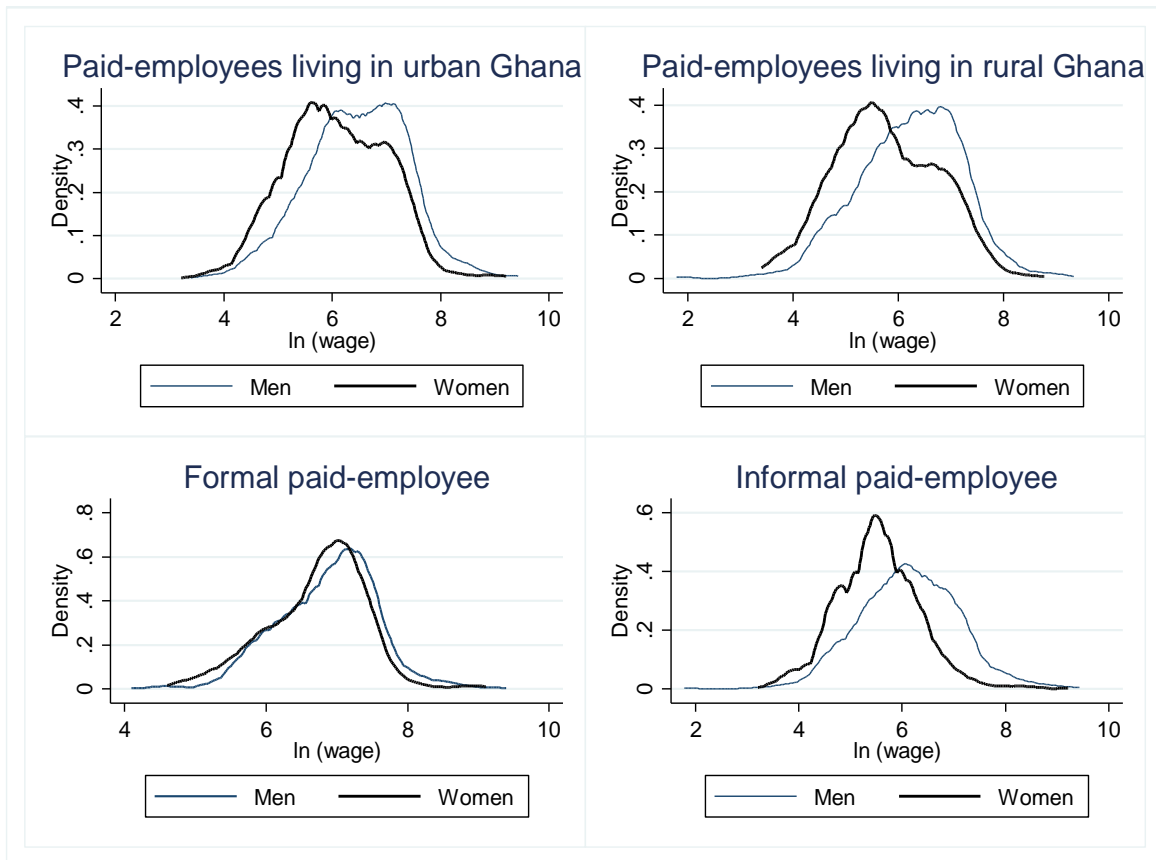 Paid-employees living in urban Ghana
Density
0 .1 .2 .3 .4
2 4 6 8 10
ln (wage)
Men Women
Paid-employees living in rural Ghana
Density
0 .1 .2 .3 .4
2 4 6 8 10
ln (wage)
Men Women
Formal paid-employee
Density
0 .2 .4 .6 .8
4 6 8 10
ln (wage)
Men Women
Informal paid-employee
Density
0 .2 .4 .6
2 4 6 8 10
ln (wage)
Men Women